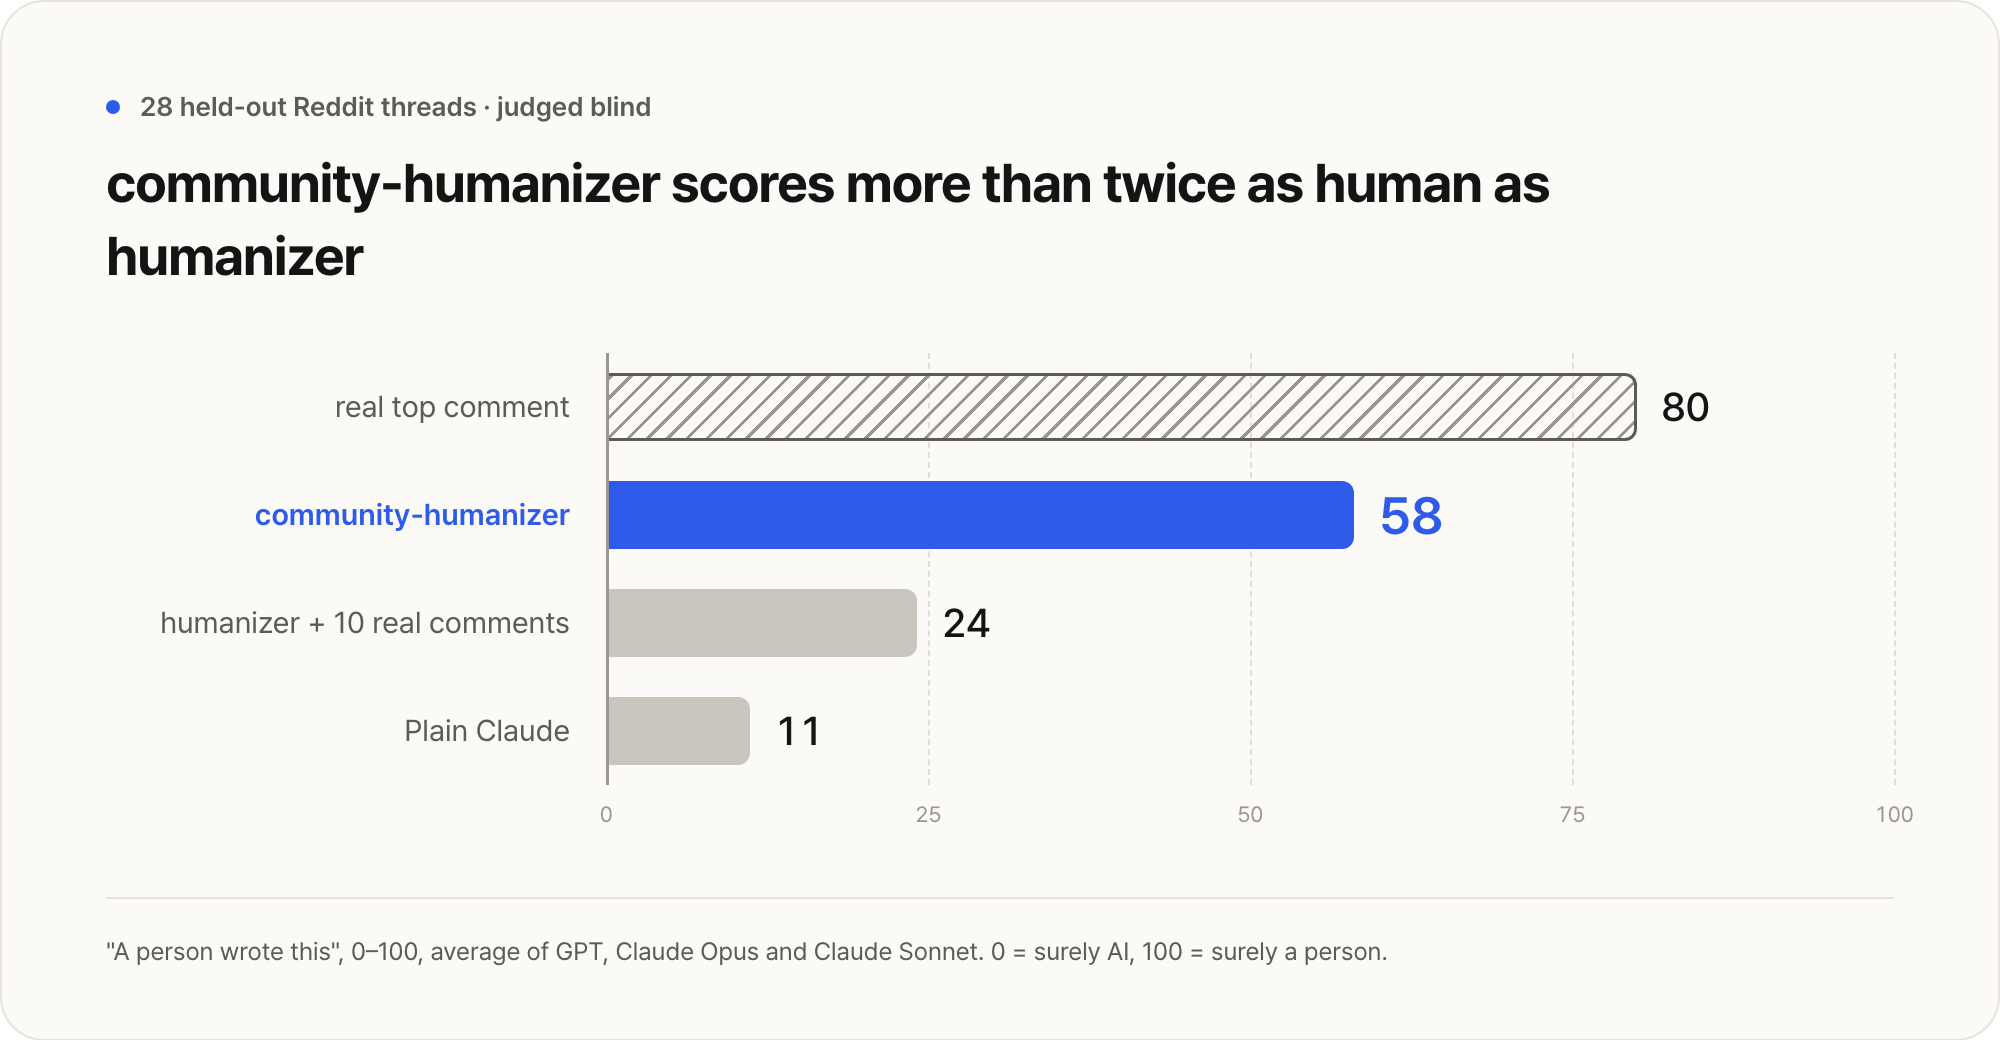 28 held-out Reddit threads · judged blind
community-humanizer scores more than twice as human as
humanizer
real top comment
80
community-humanizer
58
humanizer + 10 real comments
24
Plain Claude
11
0 25 50 75 100
"A person wrote this", 0–100, average of GPT, Claude Opus and Claude Sonnet. 0 = surely AI, 100 = surely a person.